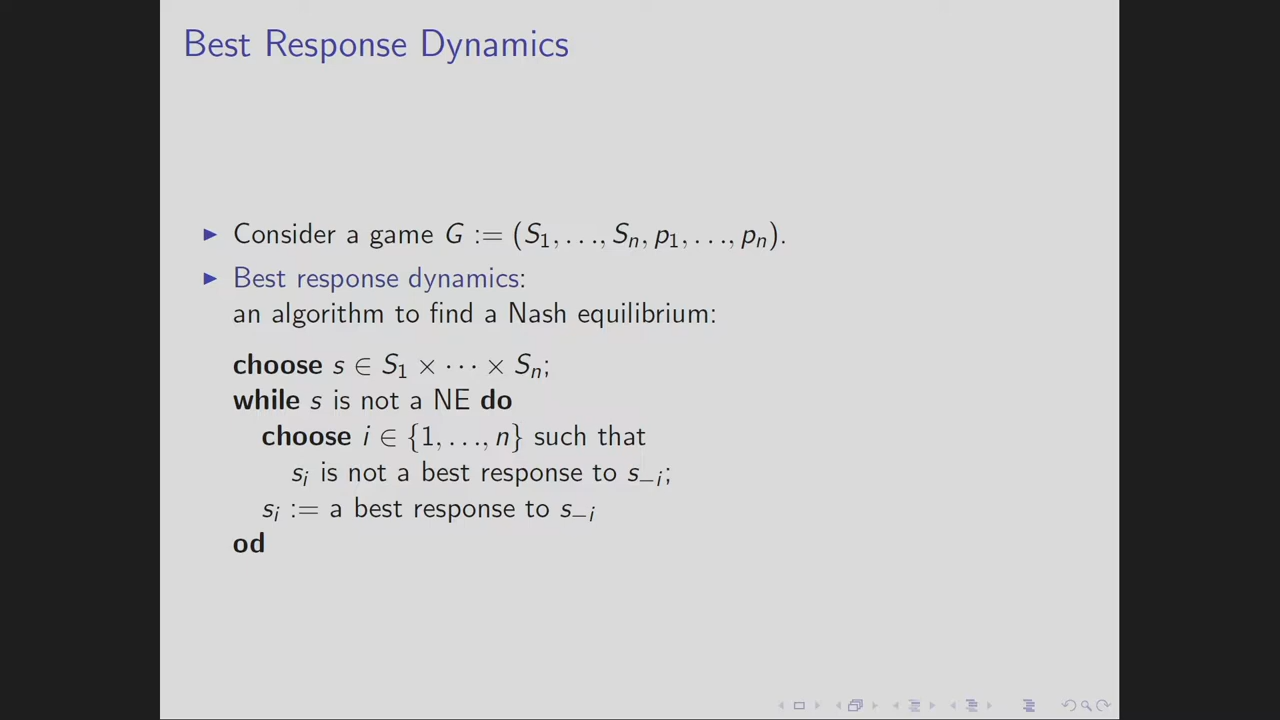 Best Response Dynamics
▶ Consider a game G := (S₁, . . . , Sₙ, p₁, . . . , pₙ).
▶ Best response dynamics:
an algorithm to find a Nash equilibrium:
choose s ∈ S₁ × · · · × Sₙ;
while s is not a NE do
choose i ∈ {1, . . . , n} such that
sᵢ is not a best response to s₋ᵢ;
sᵢ := a best response to s₋ᵢ
od